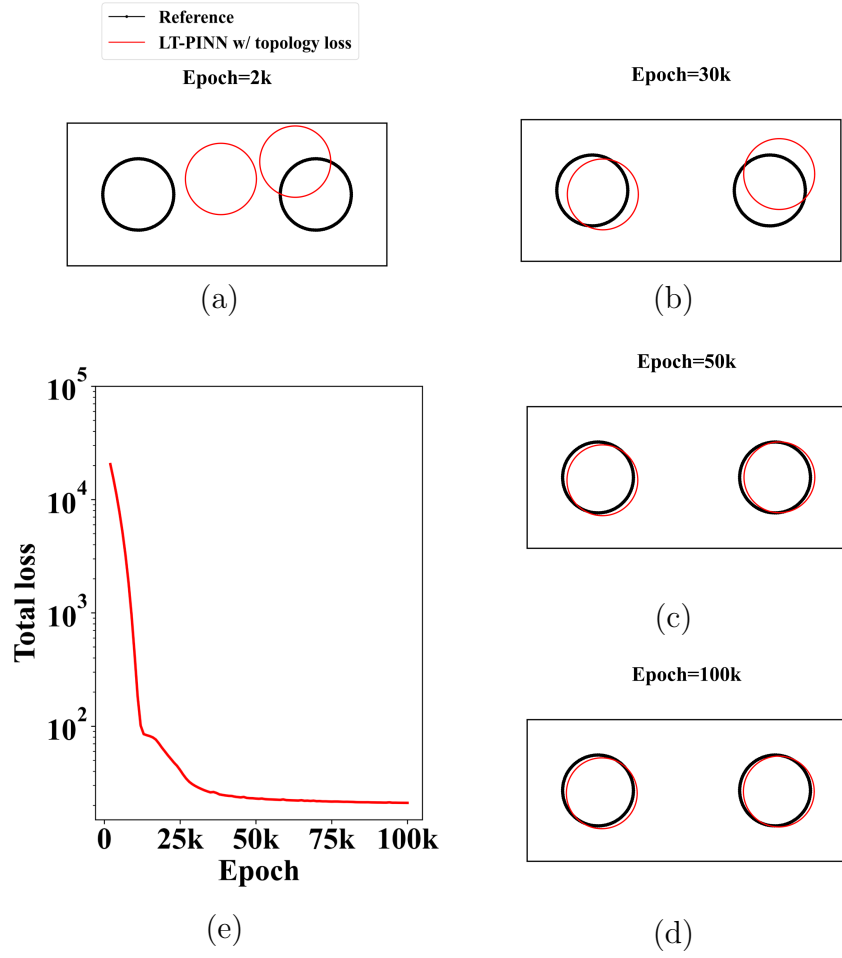 Reference
LT-PINN w/ topology loss
Epoch=2k
(a)
Epoch=30k
(b)
Epoch=50k
(c)
Epoch=100k
(d)
10^5
10^4
10^3
10^2
Total loss
0 25k 50k 75k 100k
Epoch
(e)